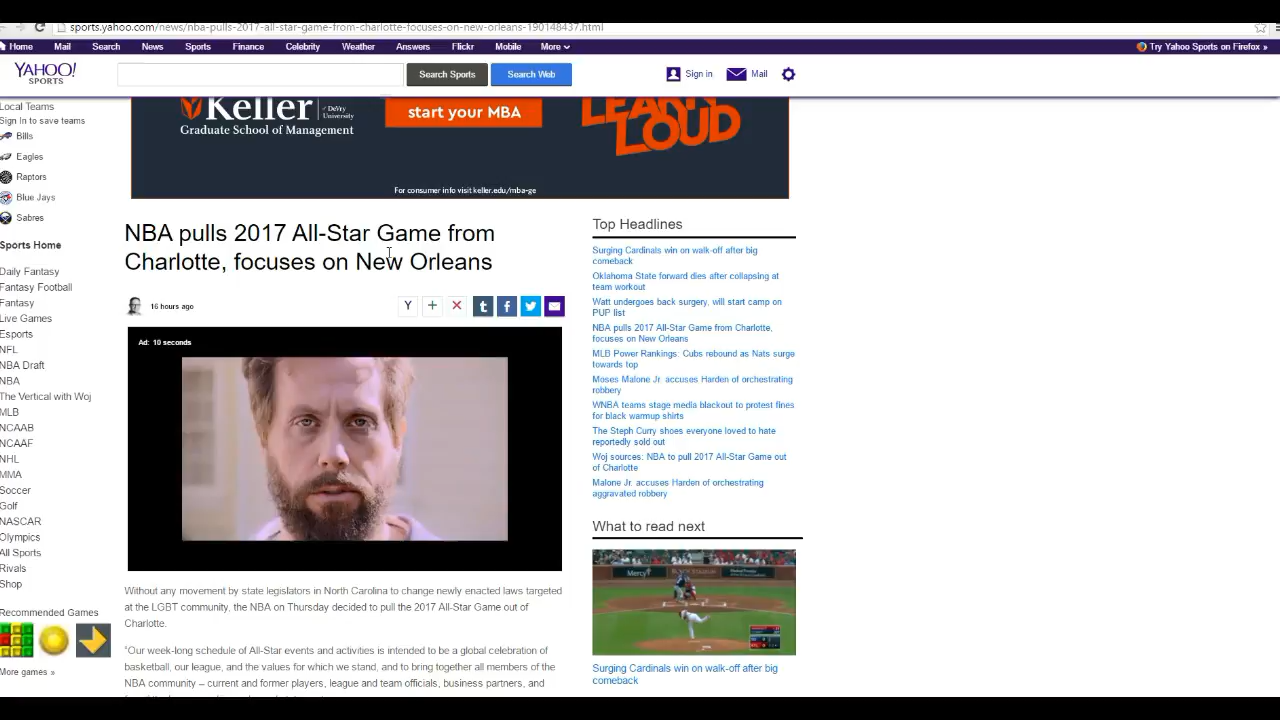 sports.yahoo.com/news/nba-pulls-2017-all-star-game-from-charlotte-focuses-on-new-orleans-190148437.html
Home Mail Search News Sports Finance Celebrity Weather Answers Flickr Mobile More Try Yahoo Sports on Firefox »
YAHOO!
SPORTS
Search Sports
Search Web
Sign in
Mail
Local Teams
Sign In to save teams
Bills
Eagles
Raptors
Blue Jays
Sabres
Sports Home
Daily Fantasy
Fantasy Football
Fantasy
Live Games
Esports
NFL
NBA Draft
NBA
The Vertical with Woj
MLB
NCAAB
NCAAF
NHL
MMA
Soccer
Golf
NASCAR
Olympics
All Sports
Rivals
Shop
Recommended Games
More games »
Keller
of DeVry
University
Graduate School of Management
start your MBA
LEARN
LOUD
For consumer info visit keller.edu/mba-ge
NBA pulls 2017 All-Star Game from
Charlotte, focuses on New Orleans
16 hours ago
Ad: 10 seconds
Without any movement by state legislators in North Carolina to change newly enacted laws targeted
at the LGBT community, the NBA on Thursday decided to pull the 2017 All-Star Game out of
Charlotte.
"Our week-long schedule of All-Star events and activities is intended to be a global celebration of
basketball, our league, and the values for which we stand, and to bring together all members of the
NBA community – current and former players, league and team officials, business partners, and
Top Headlines
Surging Cardinals win on walk-off after big
comeback
Oklahoma State forward dies after collapsing at
team workout
Watt undergoes back surgery, will start camp on
PUP list
NBA pulls 2017 All-Star Game from Charlotte,
focuses on New Orleans
MLB Power Rankings: Cubs rebound as Nats surge
towards top
Moses Malone Jr. accuses Harden of orchestrating
robbery
WNBA teams stage media blackout to protest fines
for black warmup shirts
The Steph Curry shoes everyone loved to hate
reportedly sold out
Woj sources: NBA to pull 2017 All-Star Game out
of Charlotte
Malone Jr. accuses Harden of orchestrating
aggravated robbery
What to read next
Mercy
Surging Cardinals win on walk-off after big
comeback